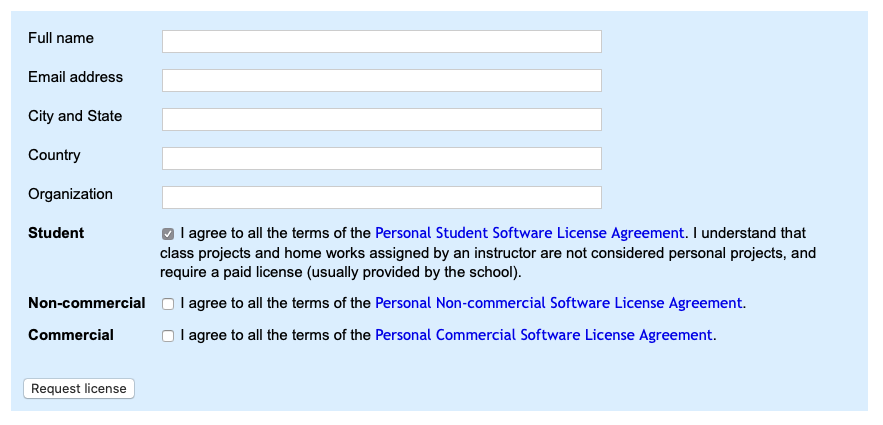 Full name
Email address
City and State
Country
Organization
Student I agree to all the terms of the Personal Student Software License Agreement. I understand that
class projects and home works assigned by an instructor are not considered personal projects, and
require a paid license (usually provided by the school).
Non-commercial I agree to all the terms of the Personal Non-commercial Software License Agreement.
Commercial I agree to all the terms of the Personal Commercial Software License Agreement.
Request license